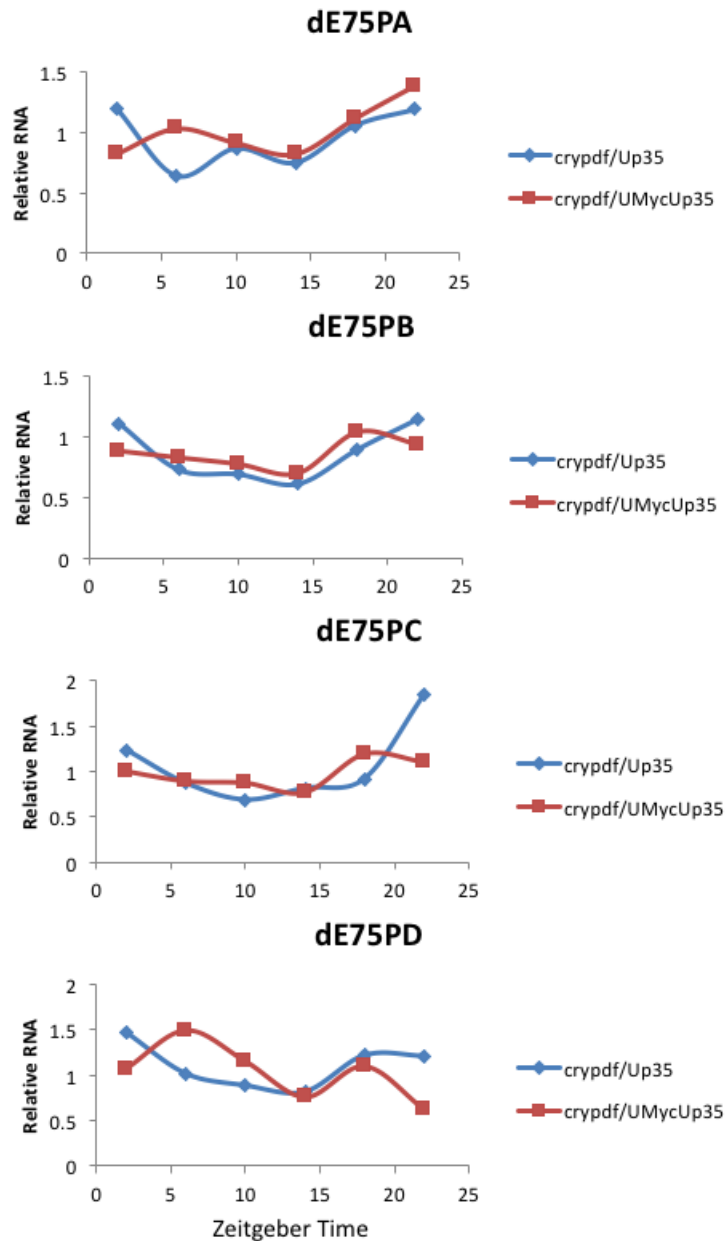 dE75PA
Relative RNA
1.5
1
0.5
0
0 5 10 15 20 25
crypdf/Up35
crypdf/UMycUp35
dE75PB
Relative RNA
1.5
1
0.5
0
0 5 10 15 20 25
crypdf/Up35
crypdf/UMycUp35
dE75PC
Relative RNA
2
1.5
1
0.5
0
0 5 10 15 20 25
crypdf/Up35
crypdf/UMycUp35
dE75PD
Relative RNA
2
1.5
1
0.5
0
0 5 10 15 20 25
crypdf/Up35
crypdf/UMycUp35
Zeitgeber Time